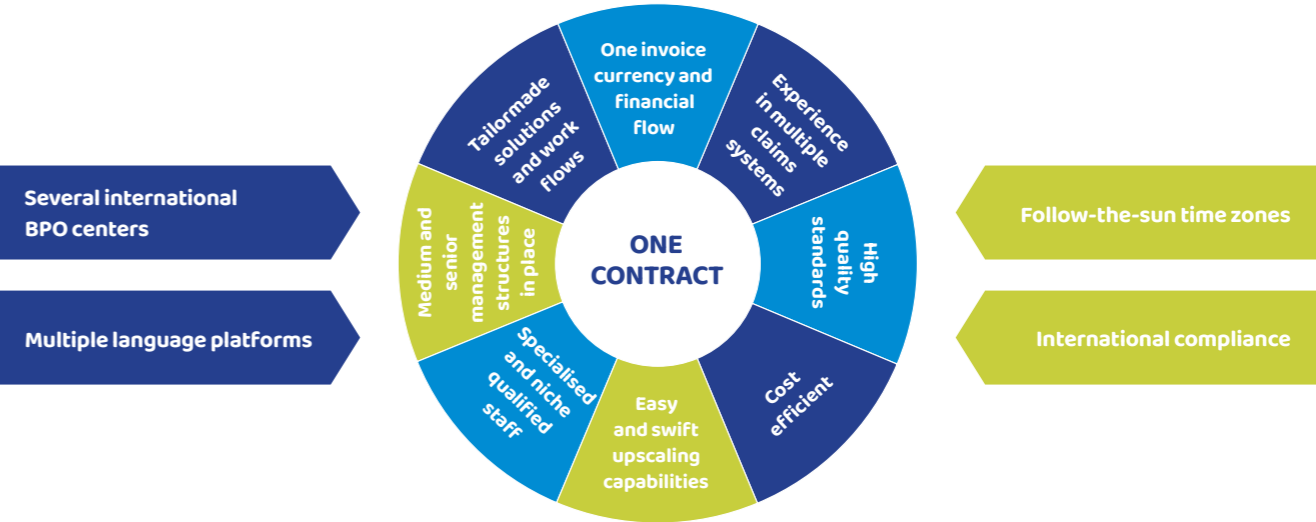 Several international
BPO centers
Multiple language platforms
One invoice
currency and
financial
flow
Experience
in multiple
claims
systems
High
quality
standards
Cost
efficient
Easy
and swift
upscaling
capabilities
Specialised
and niche
qualified
staff
Medium and
senior
management
structures
in place
Tailormade
solutions
and work
flows
ONE
CONTRACT
Follow-the-sun time zones
International compliance